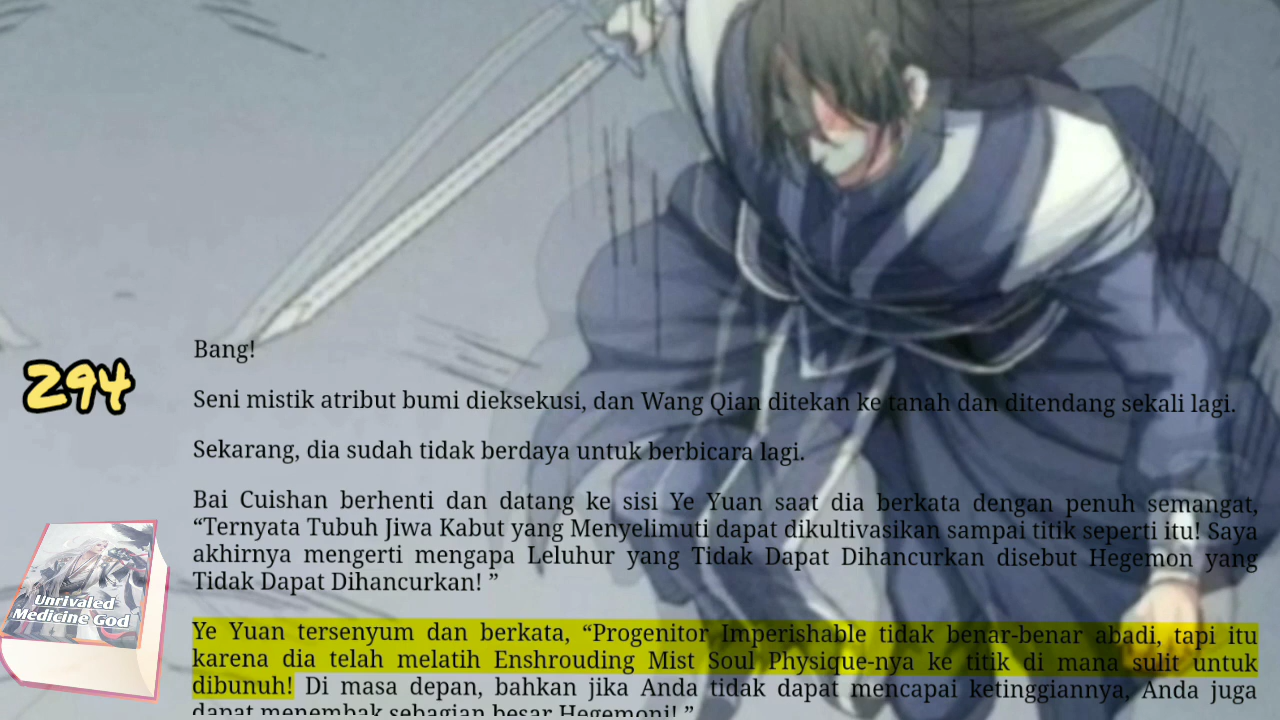 Bang!
294
Seni mistik atribut bumi dieksekusi, dan Wang Qian ditekan ke tanah dan ditendang sekali lagi.
Sekarang, dia sudah tidak berdaya untuk berbicara lagi.
Bai Cuishan berhenti dan datang ke sisi Ye Yuan saat dia berkata dengan penuh semangat,
“Ternyata Tubuh Jiwa Kabut yang Menyelimuti dapat dikultivasikan sampai titik seperti itu! Saya
akhirnya mengerti mengapa Leluhur yang Tidak Dapat Dihancurkan disebut Hegemon yang
Tidak Dapat Dihancurkan! ”
Unrivaled
Medicine God
Ye Yuan tersenyum dan berkata, “Progenitor Imperishable tidak benar-benar abadi, tapi itu
karena dia telah melatih Enshrouding Mist Soul Physique-nya ke titik di mana sulit untuk
dibunuh! Di masa depan, bahkan jika Anda tidak dapat mencapai ketinggiannya, Anda juga
dapat menembak sebagian besar Hegemoni! ”